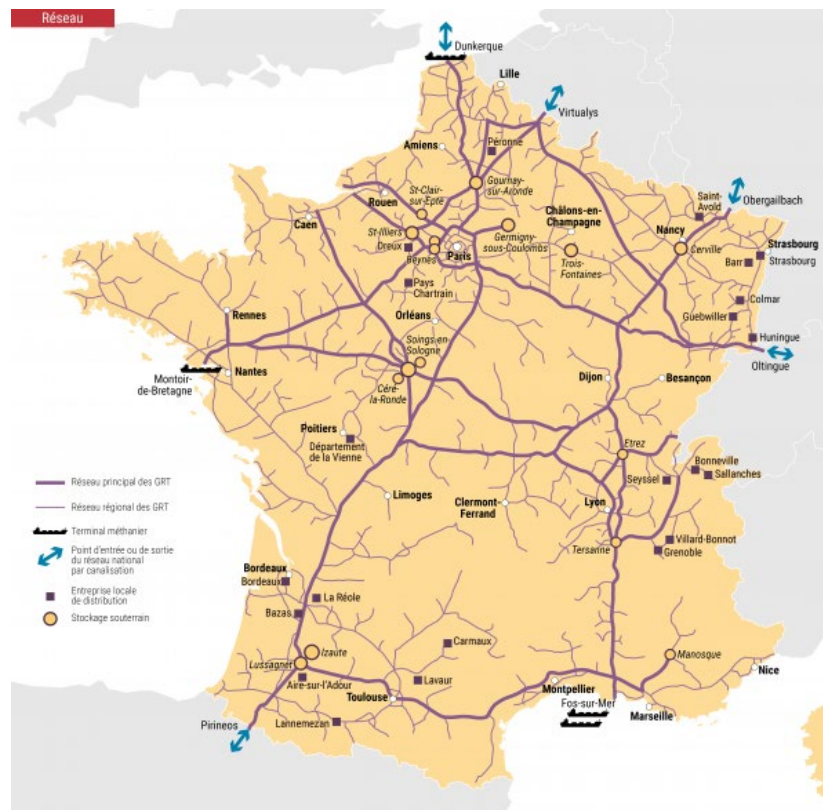 Réseau
Dunkerque
Lille
Virtualys
Amiens
Péronne
Gournay-
sur-Aronde
Rouen
St-Clair
sur-Epte
Saint-
Avold
Obergailbach
Caen
St-Illiers
Dreux
Beynes
Paris
Germigny-
sous-Coulombs
Châlons-en-
Champagne
Trois-
Fontaines
Nancy
Cerville
Strasbourg
Strasbourg
Barr
Pays
Chartrain
Colmar
Guebwiller
Rennes
Orléans
Soings-en-
Sologne
Huningue
Oltingue
Montoir-
de-Bretagne
Nantes
Céré-
la-Ronde
Dijon
Besançon
Poitiers
Département
de la Vienne
Etrez
Bonneville
Sallanches
Seyssel
Limoges
Clermont-
Ferrand
Lyon
Tersanne
Villard-Bonnot
Grenoble
Réseau principal des GRT
Réseau régional des GRT
Terminal méthanier
Point d'entrée ou de sortie
du réseau national
par canalisation
Entreprise locale
de distribution
Stockage souterrain
Bordeaux
Bordeaux
La Réole
Bazas
Izaute
Lussagnet
Aire-sur-l'Adour
Carmaux
Lavaur
Toulouse
Lannemezan
Pirineos
Montpellier
Fos-sur-Mer
Marseille
Manosque
Nice